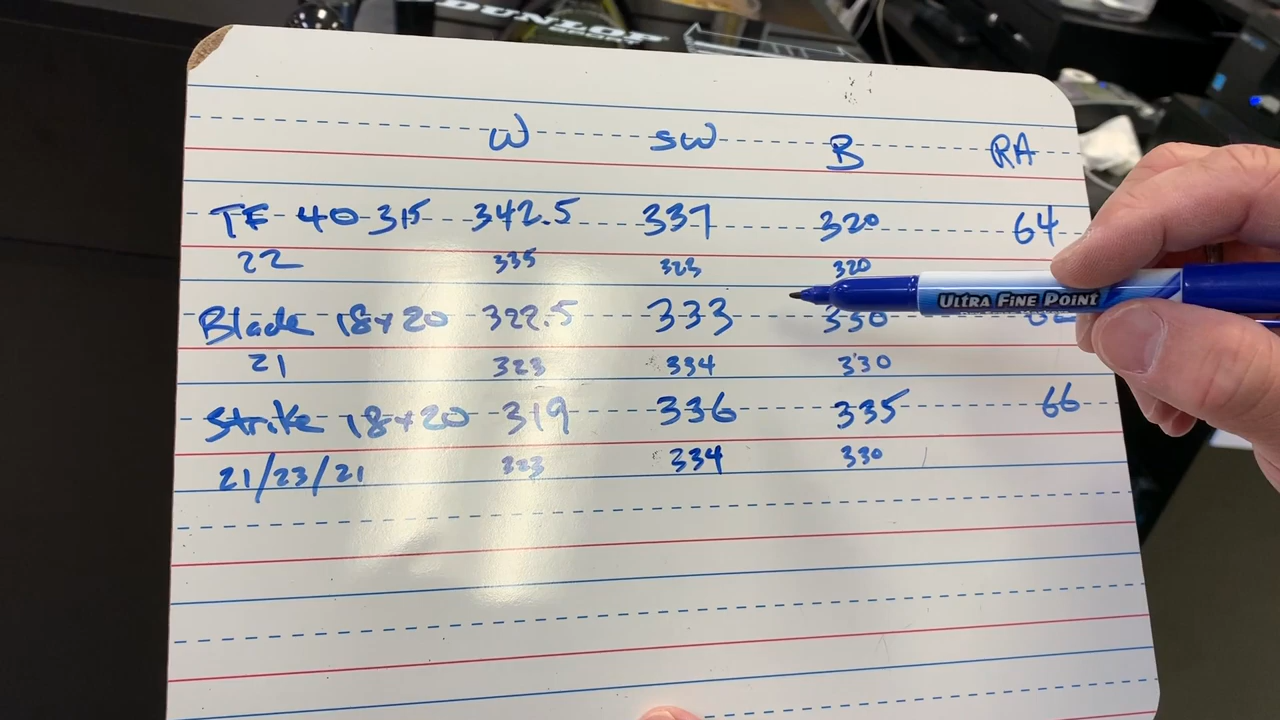 DUNLOP
SPORT
W SW B RA
TF 40 315 342.5 337 320 64
22 335 323 320
Blade 18x20 322.5 333 330
21 323 334 330
Strike 18x20 319 336 335 66
21/23/21 323 334 330
ULTRA FINE POINT